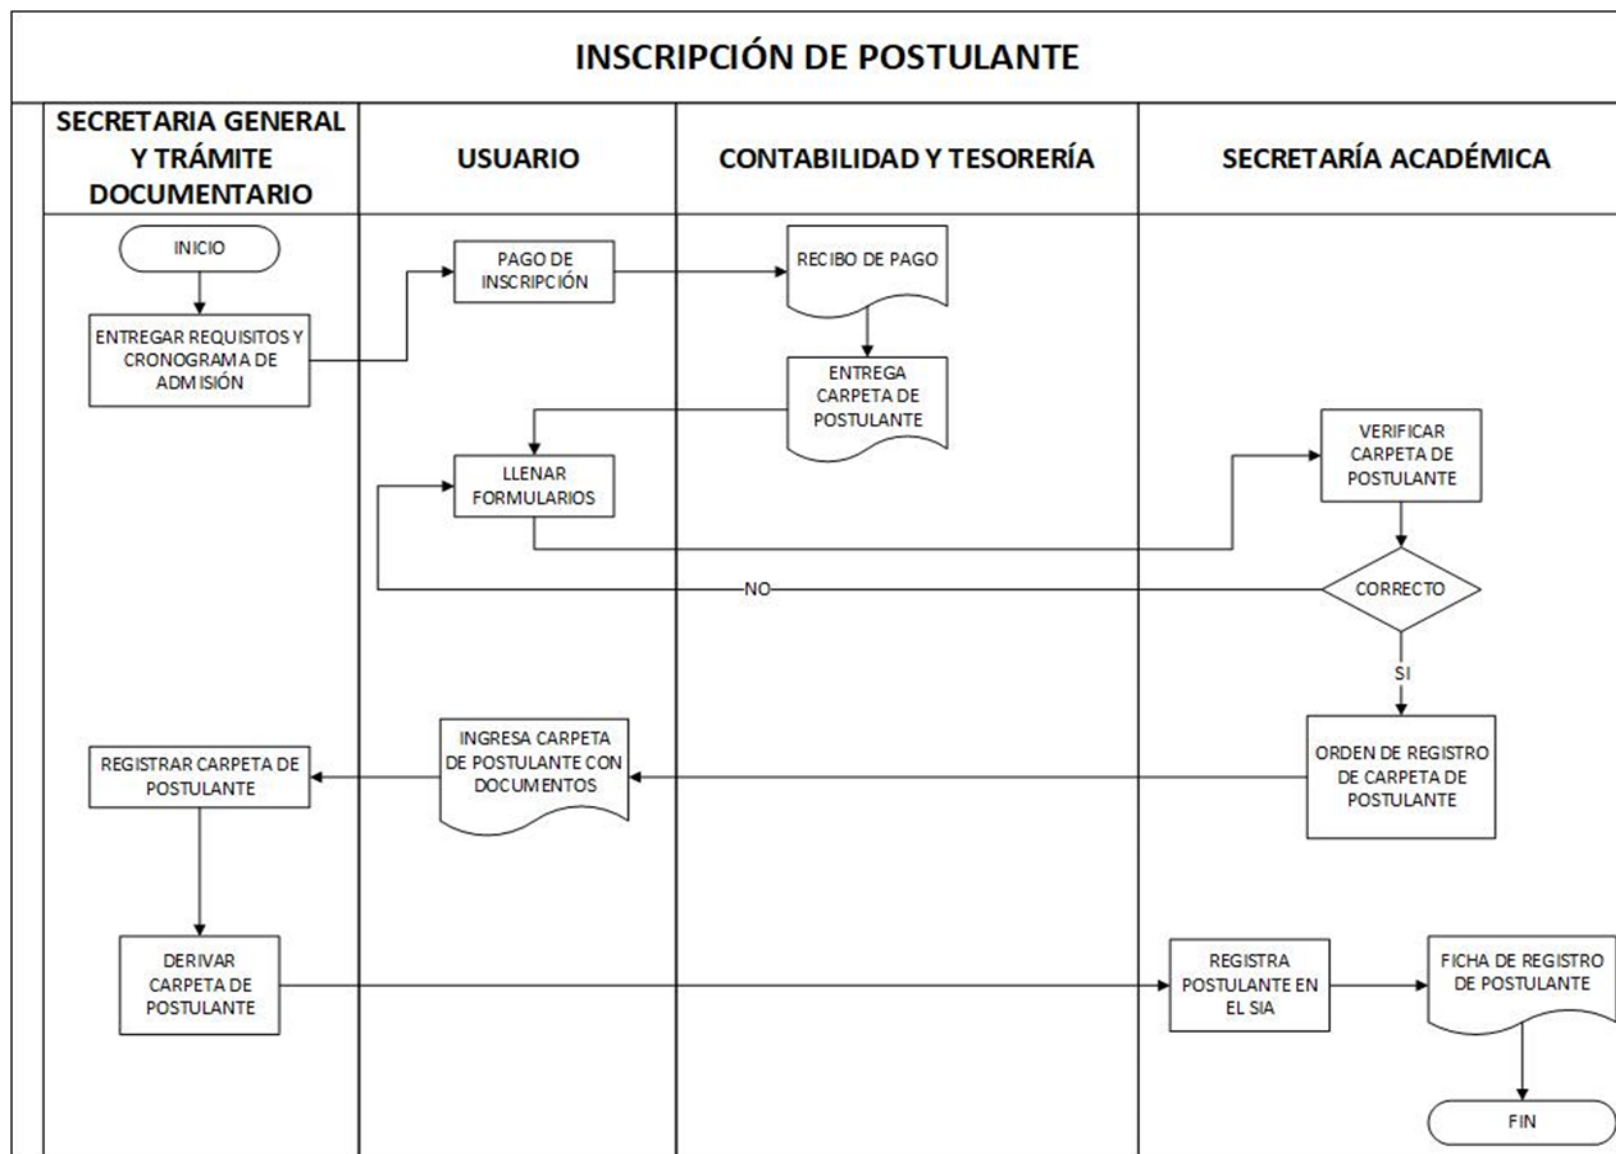 INSCRIPCIÓN DE POSTULANTE
SECRETARIA GENERAL
Y TRÁMITE
DOCUMENTARIO
USUARIO
CONTABILIDAD Y TESORERÍA
SECRETARÍA ACADÉMICA
INICIO
ENTREGAR REQUISITOS Y
CRONOGRAMA DE
ADMISIÓN
PAGO DE
INSCRIPCIÓN
RECIBO DE PAGO
ENTREGA
CARPETA DE
POSTULANTE
LLENAR
FORMULARIOS
VERIFICAR
CARPETA DE
POSTULANTE
CORRECTO
NO
SI
ORDEN DE REGISTRO
DE CARPETA DE
POSTULANTE
INGRESA CARPETA
DE POSTULANTE CON
DOCUMENTOS
REGISTRAR CARPETA DE
POSTULANTE
DERIVAR
CARPETA DE
POSTULANTE
REGISTRA
POSTULANTE EN
EL SIA
FICHA DE REGISTRO
DE POSTULANTE
FIN